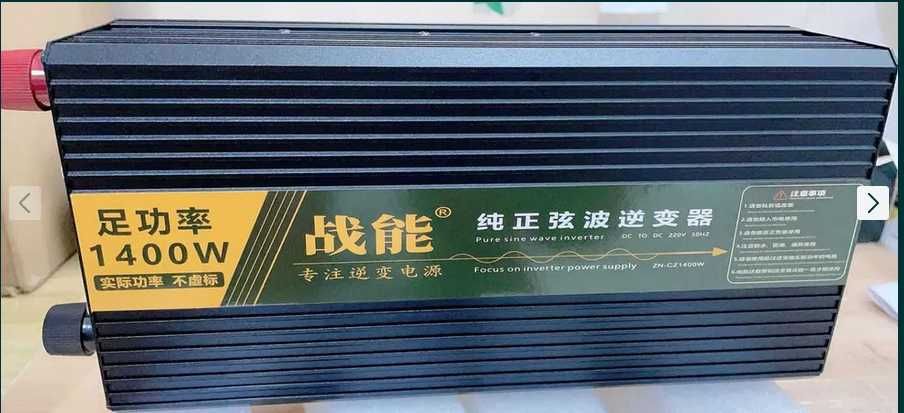 足功率
1400W
实际功率 不虚标
战能®
专注逆变电源
纯正弦波逆变器
Pure sine wave inverter DC TO DC 220V 50HZ
Focus on inverter power supply ZN-CZ1400W
注意事项